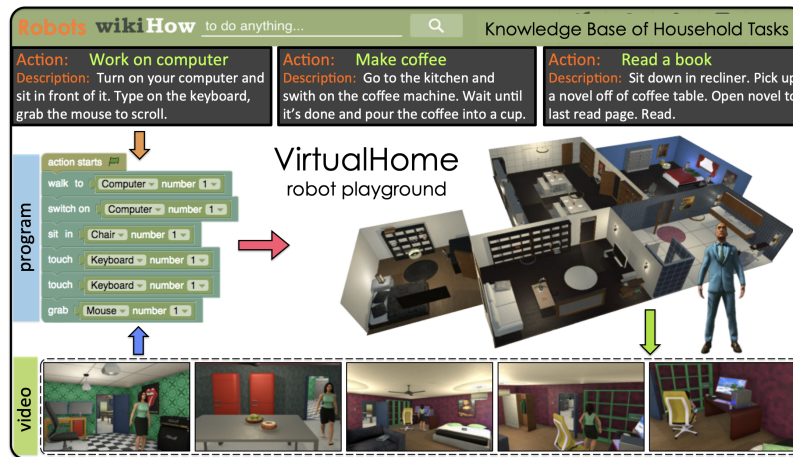 Robots wikiHow to do anything... Knowledge Base of Household Tasks
Action: Work on computer
Description: Turn on your computer and
sit in front of it. Type on the keyboard,
grab the mouse to scroll.
Action: Make coffee
Description: Go to the kitchen and
swith on the coffee machine. Wait until
it's done and pour the coffee into a cup.
Action: Read a book
Description: Sit down in recliner. Pick up
a novel off of coffee table. Open novel to
last read page. Read.
program
action starts
walk to Computer number 1
switch on Computer number 1
sit in Chair number 1
touch Keyboard number 1
touch Keyboard number 1
grab Mouse number 1
VirtualHome
robot playground
video